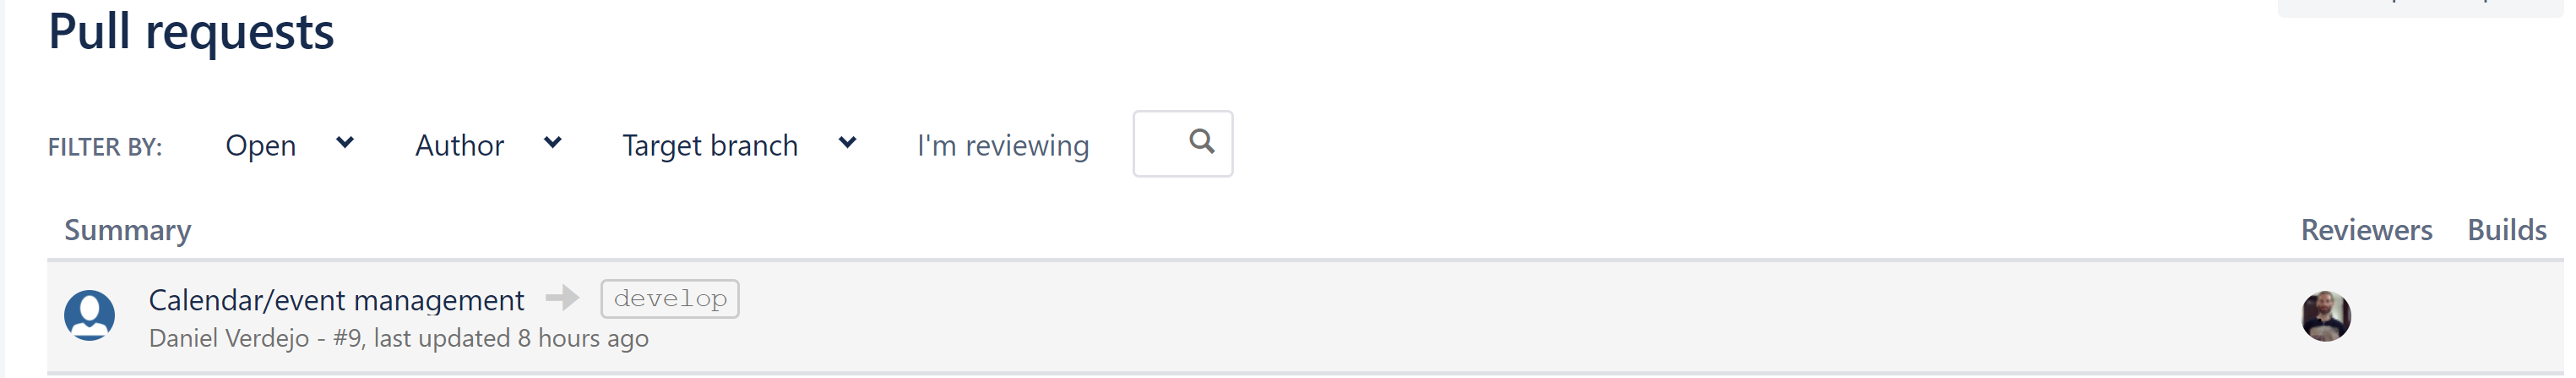 Pull requests
FILTER BY: Open Author Target branch I'm reviewing
Summary Reviewers Builds
Calendar/event management develop
Daniel Verdejo - #9, last updated 8 hours ago